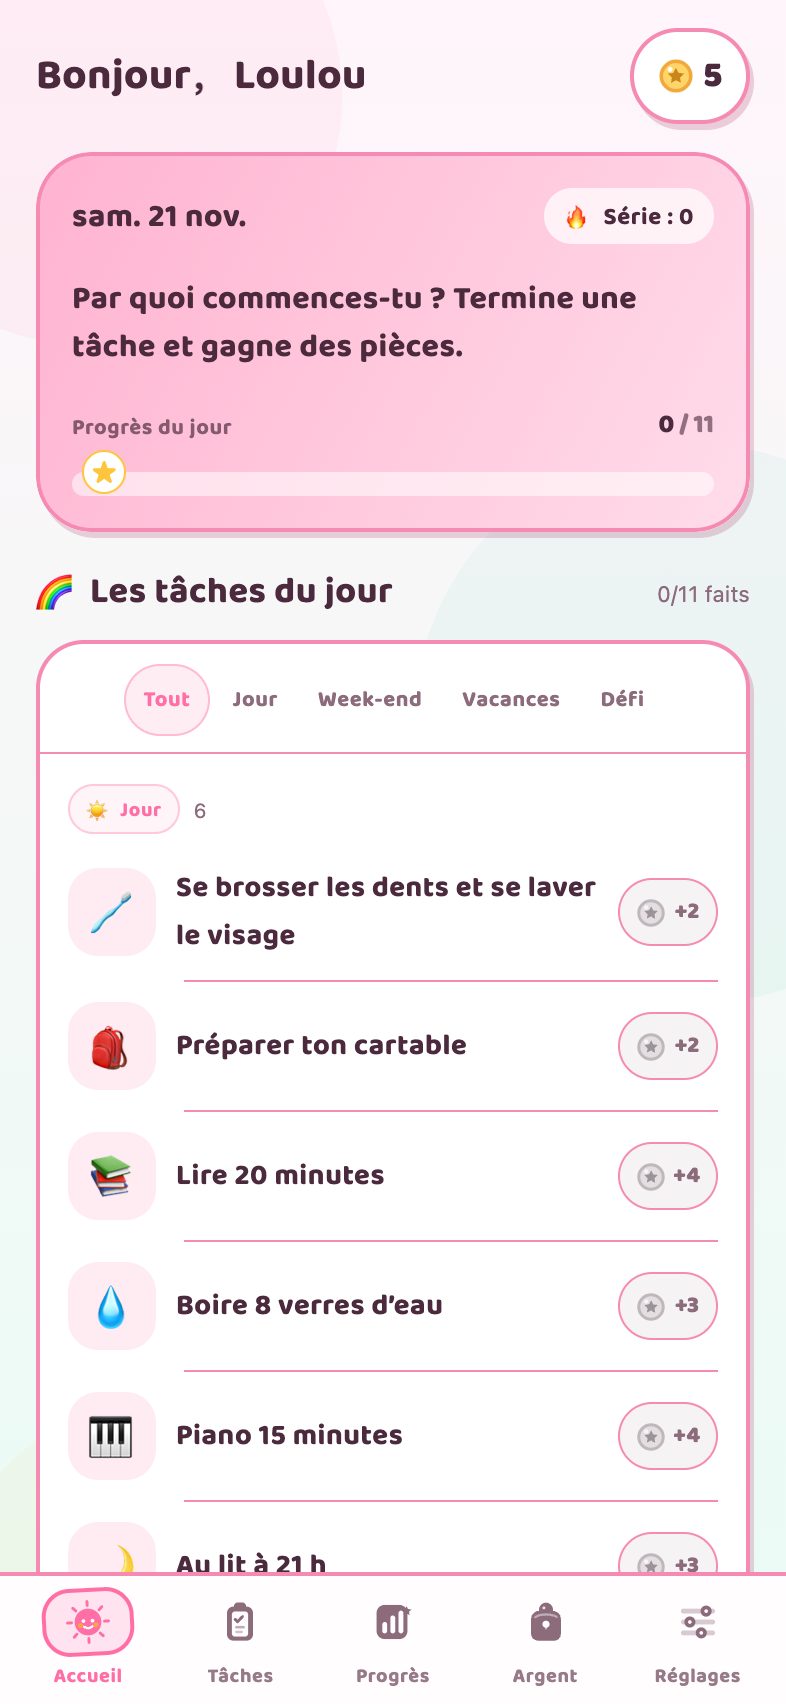 Bonjour, Loulou
5
sam. 21 nov.
Série : 0
Par quoi commences-tu ? Termine une
tâche et gagne des pièces.
Progrès du jour
0 / 11
Les tâches du jour
0/11 faits
Tout Jour Week-end Vacances Défi
Jour 6
Se brosser les dents et se laver
le visage
+2
Préparer ton cartable
+2
Lire 20 minutes
+4
Boire 8 verres d’eau
+3
Piano 15 minutes
+4
Au lit à 21 h
+3
Accueil Tâches Progrès Argent Réglages